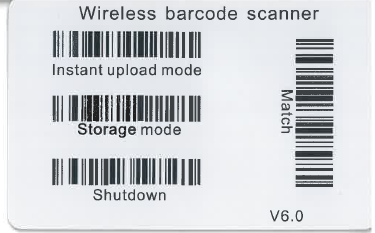 Wireless barcode scanner
Instant upload mode
Storage mode
Shutdown
Match
V6.0